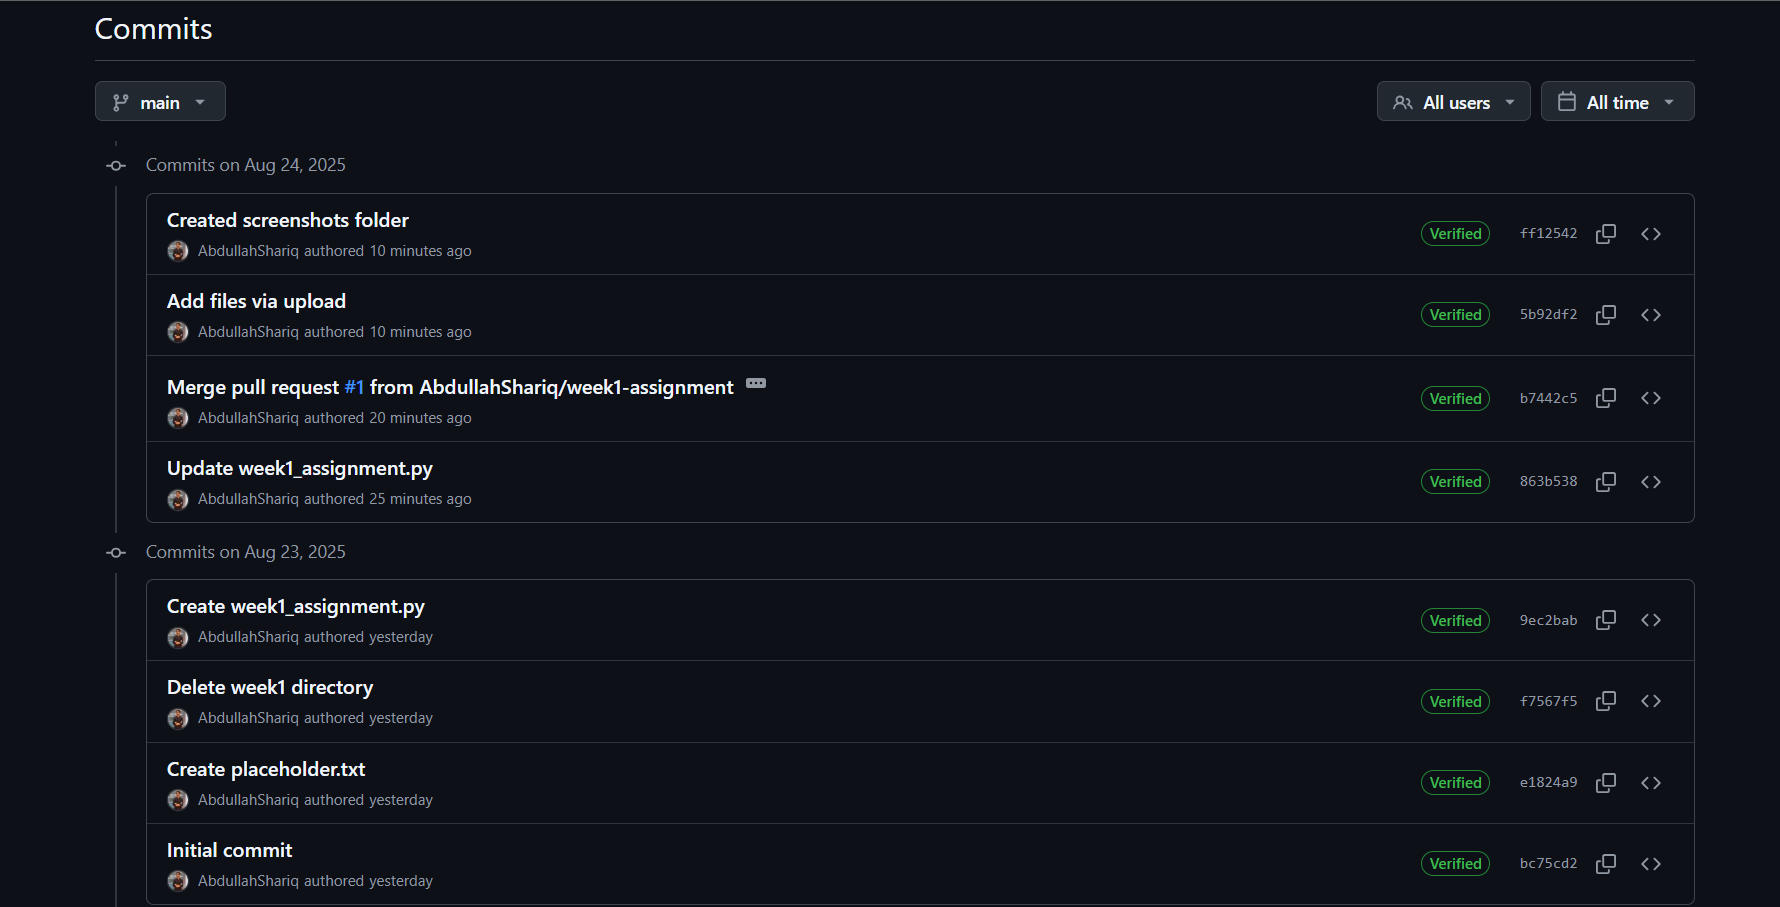 Commits
main
All users
All time
Commits on Aug 24, 2025
Created screenshots folder
Verified
ff12542
AbdullahShariq authored 10 minutes ago
Add files via upload
Verified
5b92df2
AbdullahShariq authored 10 minutes ago
Merge pull request #1 from AbdullahShariq/week1-assignment
Verified
b7442c5
AbdullahShariq authored 20 minutes ago
Update week1_assignment.py
Verified
863b538
AbdullahShariq authored 25 minutes ago
Commits on Aug 23, 2025
Create week1_assignment.py
Verified
9ec2bab
AbdullahShariq authored yesterday
Delete week1 directory
Verified
f7567f5
AbdullahShariq authored yesterday
Create placeholder.txt
Verified
e1824a9
AbdullahShariq authored yesterday
Initial commit
Verified
bc75cd2
AbdullahShariq authored yesterday